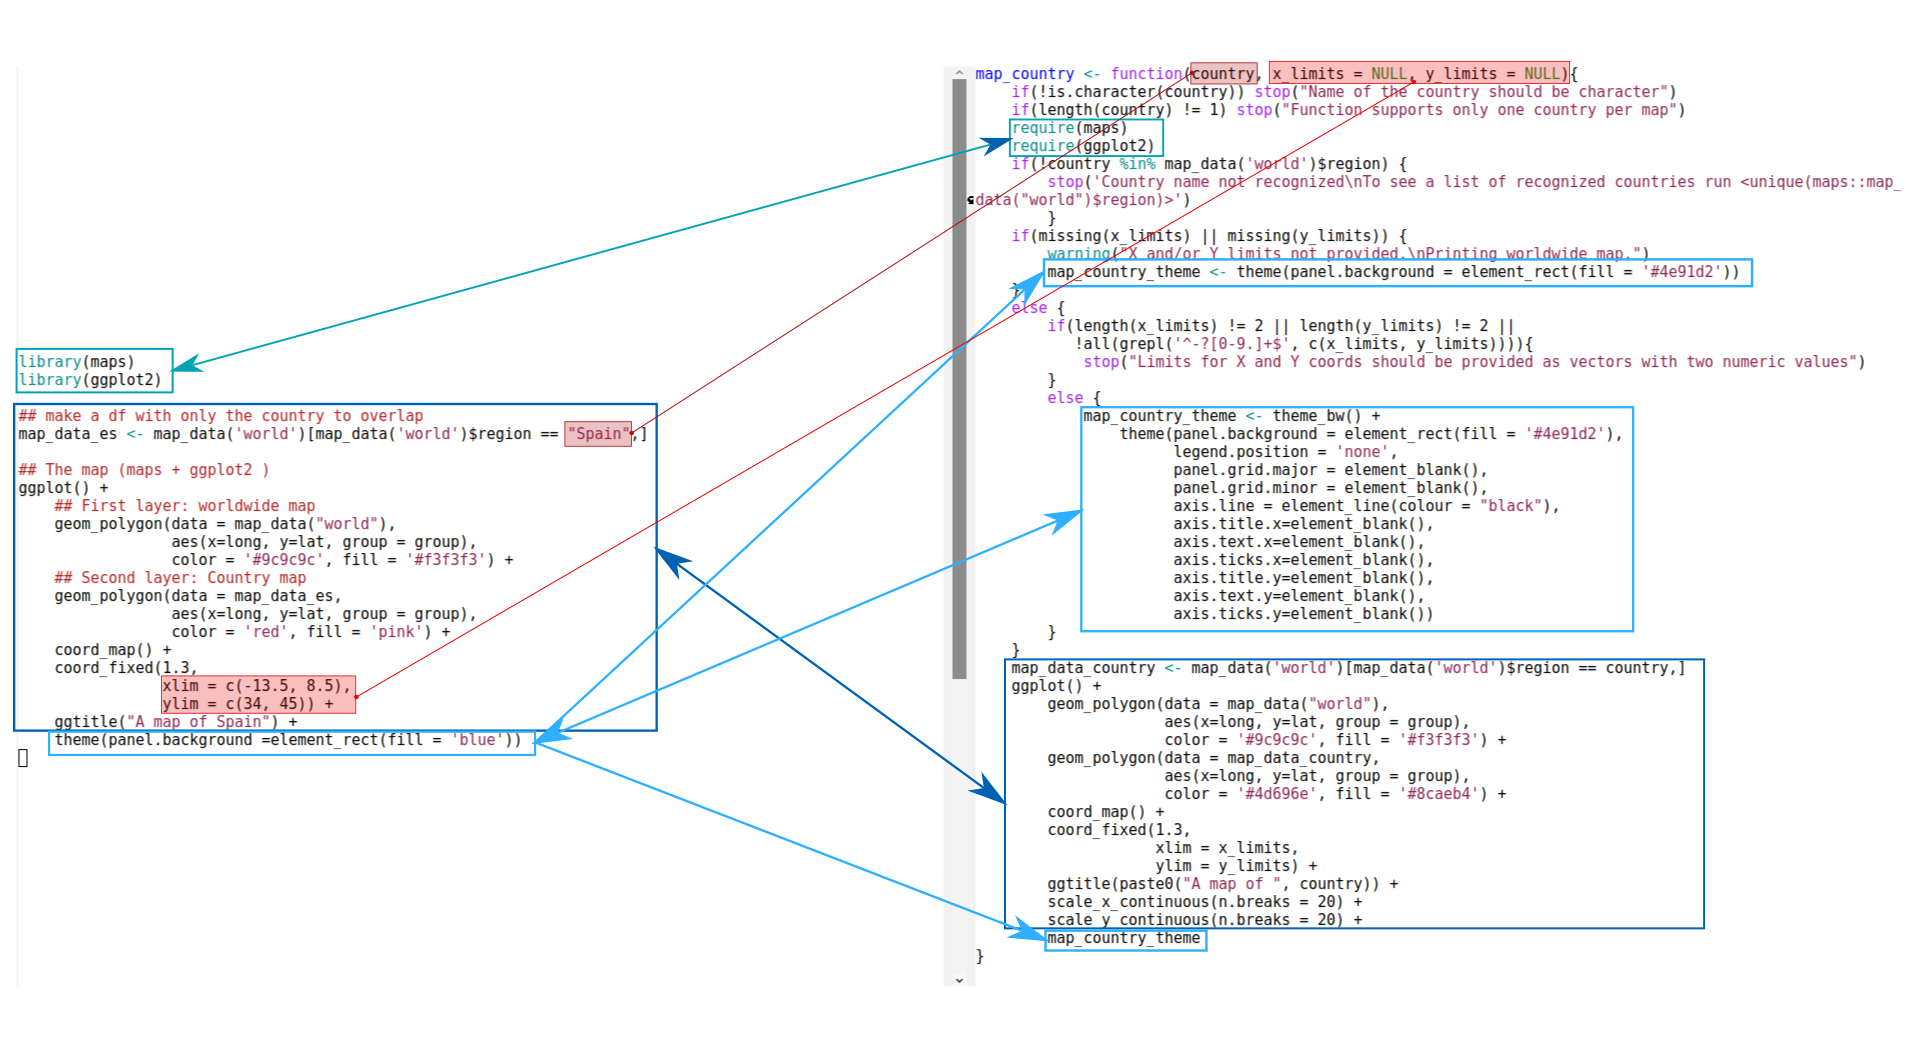 library(maps)
library(ggplot2)
## make a df with only the country to overlap
map_data_es <- map_data('world')[map_data('world')$region == "Spain",]
## The map (maps + ggplot2 )
ggplot() +
    ## First layer: worldwide map
    geom_polygon(data = map_data("world"),
                 aes(x=long, y=lat, group = group),
                 color = '#9c9c9c', fill = '#f3f3f3') +
    ## Second layer: Country map
    geom_polygon(data = map_data_es,
                 aes(x=long, y=lat, group = group),
                 color = 'red', fill = 'pink') +
    coord_map() +
    coord_fixed(1.3,
                xlim = c(-13.5, 8.5),
                ylim = c(34, 45)) +
    ggtitle("A map of Spain") +
    theme(panel.background =element_rect(fill = 'blue'))
map_country <- function(country, x_limits = NULL, y_limits = NULL){
    if(!is.character(country)) stop("Name of the country should be character")
    if(length(country) != 1) stop("Function supports only one country per map")
    require(maps)
    require(ggplot2)
    if(!country %in% map_data('world')$region) {
        stop('Country name not recognized\nTo see a list of recognized countries run <unique(maps::map_
data("world")$region)>')
        }
    if(missing(x_limits) || missing(y_limits)) {
        warning("X and/or Y limits not provided.\nPrinting worldwide map.")
        map_country_theme <- theme(panel.background = element_rect(fill = '#4e91d2'))
    }
    else {
        if(length(x_limits) != 2 || length(y_limits) != 2 ||
           !all(grepl('^-?[0-9.]+$', c(x_limits, y_limits)))){
            stop("Limits for X and Y coords should be provided as vectors with two numeric values")
        }
        else {
            map_country_theme <- theme_bw() +
                theme(panel.background = element_rect(fill = '#4e91d2'),
                      legend.position = 'none',
                      panel.grid.major = element_blank(),
                      panel.grid.minor = element_blank(),
                      axis.line = element_line(colour = "black"),
                      axis.title.x=element_blank(),
                      axis.text.x=element_blank(),
                      axis.ticks.x=element_blank(),
                      axis.title.y=element_blank(),
                      axis.text.y=element_blank(),
                      axis.ticks.y=element_blank())
        }
    }
    map_data_country <- map_data('world')[map_data('world')$region == country,]
    ggplot() +
        geom_polygon(data = map_data("world"),
                     aes(x=long, y=lat, group = group),
                     color = '#9c9c9c', fill = '#f3f3f3') +
        geom_polygon(data = map_data_country,
                     aes(x=long, y=lat, group = group),
                     color = '#4d696e', fill = '#8caeb4') +
        coord_map() +
        coord_fixed(1.3,
                    xlim = x_limits,
                    ylim = y_limits) +
        ggtitle(paste0("A map of ", country)) +
        scale_x_continuous(n.breaks = 20) +
        scale_y_continuous(n.breaks = 20) +
        map_country_theme
}